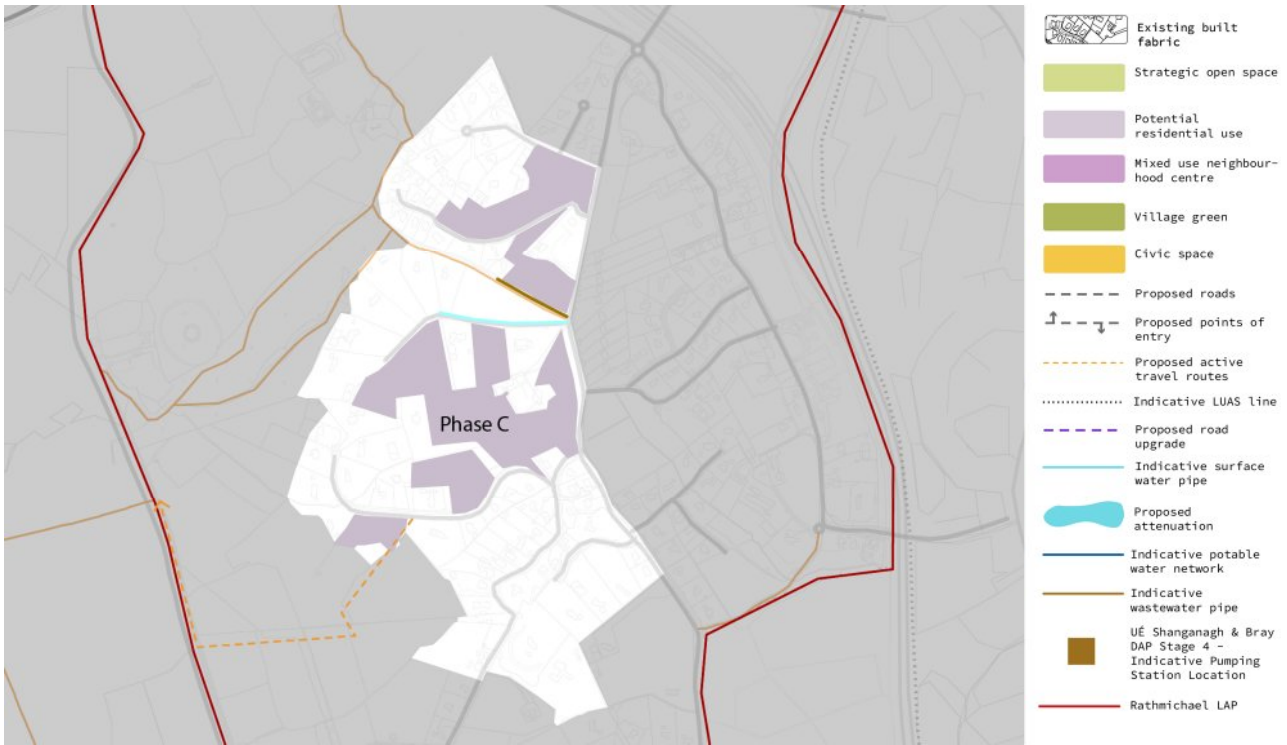 Phase C
Existing built
fabric
Strategic open space
Potential
residential use
Mixed use neighbour-
hood centre
Village green
Civic space
Proposed roads
Proposed points of
entry
Proposed active
travel routes
Indicative LUAS line
Proposed road
upgrade
Indicative surface
water pipe
Proposed
attenuation
Indicative potable
water network
Indicative
wastewater pipe
UÉ Shanganagh & Bray
DAP Stage 4 –
Indicative Pumping
Station Location
Rathmichael LAP